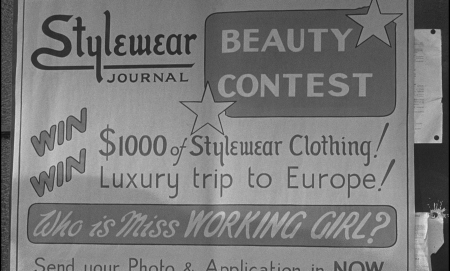 Stylewear
JOURNAL
BEAUTY
CONTEST
WIN $1000 of Stylewear Clothing!
WIN Luxury trip to Europe!
Who is Miss WORKING GIRL?
Send your Photo & Application in NOW